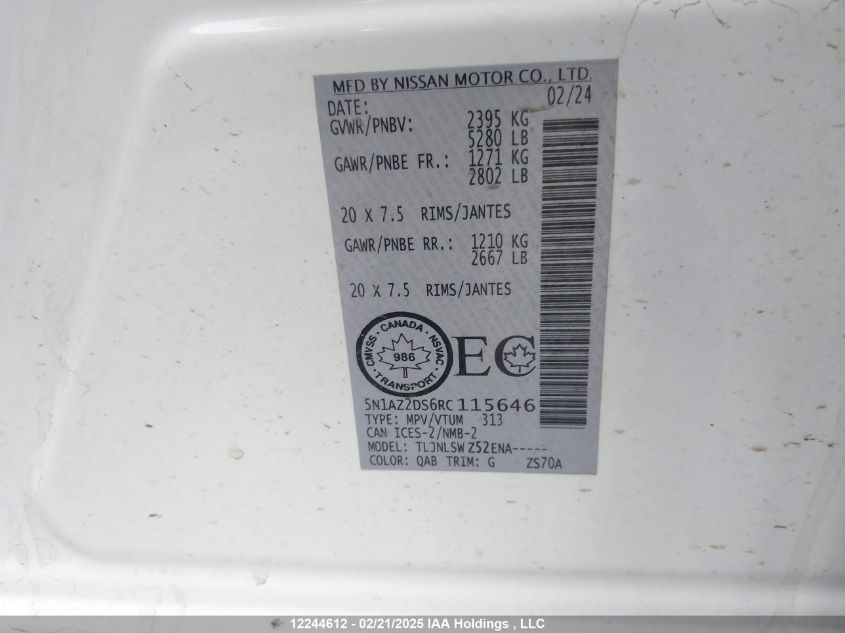 MFD BY NISSAN MOTOR CO., LTD.
DATE: 02/24
GVWR/PNBV: 2395 KG
5280 LB
GAWR/PNBE FR.: 1271 KG
2802 LB
20 X 7.5 RIMS/JANTES
GAWR/PNBE RR.: 1210 KG
2667 LB
20 X 7.5 RIMS/JANTES
CMVSS · CANADA · NSVAC
986
· TRANSPORT ·
EC
5N1AZ2DS6RC115646
TYPE: MPV/VTUM 313
CAN ICES-2/NMB-2
MODEL: TLJNLSW Z52ENA-----
COLOR: QAB TRIM: G ZS70A
12244612 - 02/21/2025 IAA Holdings , LLC